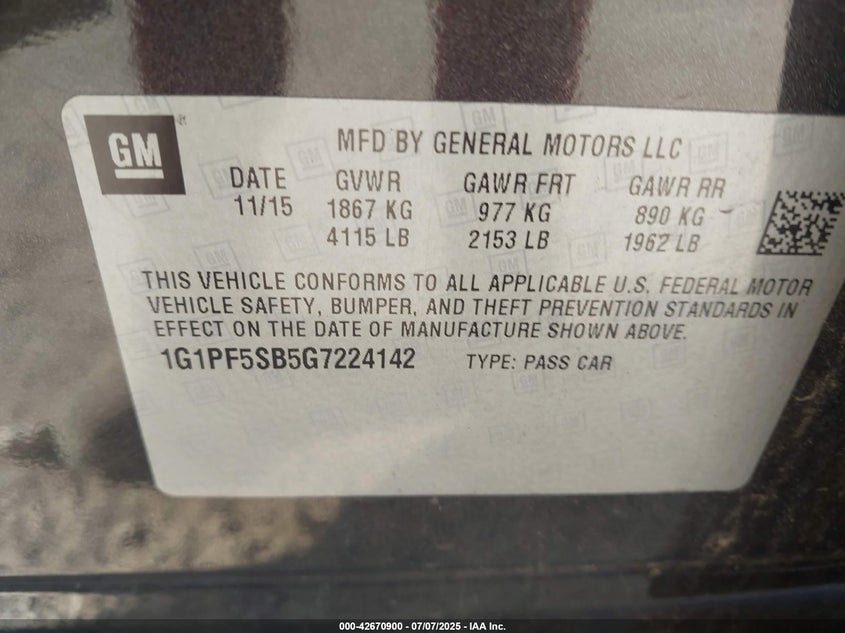 GM
MFD BY GENERAL MOTORS LLC
DATE GVWR GAWR FRT GAWR RR
11/15 1867 KG 977 KG 890 KG
4115 LB 2153 LB 1962 LB
THIS VEHICLE CONFORMS TO ALL APPLICABLE U.S. FEDERAL MOTOR
VEHICLE SAFETY, BUMPER, AND THEFT PREVENTION STANDARDS IN
EFFECT ON THE DATE OF MANUFACTURE SHOWN ABOVE.
1G1PF5SB5G7224142 TYPE: PASS CAR
000-42670900 / 07/07/2025 - IAA Inc.